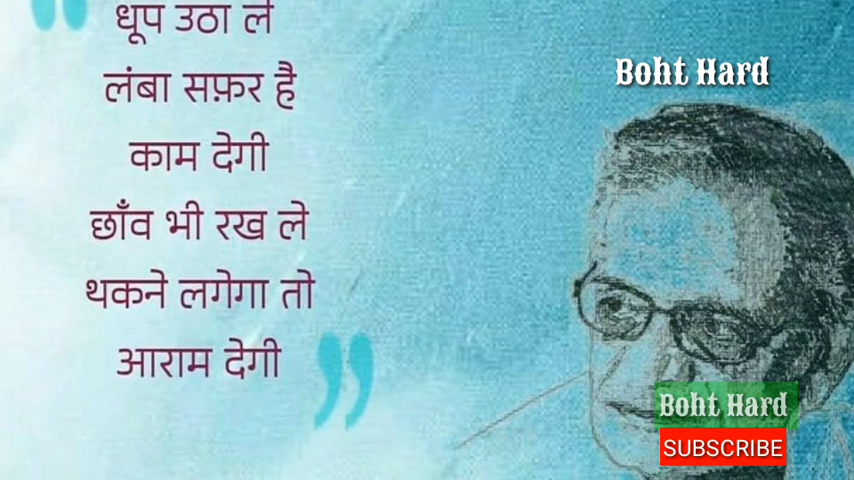 धूप उठा ले
लंबा सफ़र है
काम देगी
छाँव भी रख ले
थकने लगेगा तो
आराम देगी
Boht Hard
Boht Hard
SUBSCRIBE